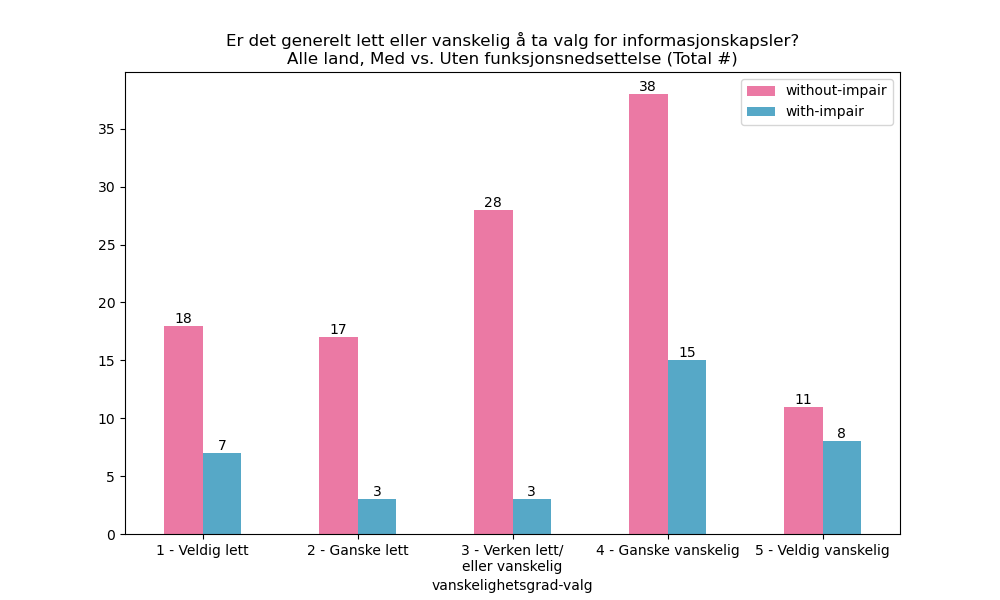 Er det generelt lett eller vanskelig å ta valg for informasjonskapsler?
Alle land, Med vs. Uten funksjonsnedsettelse (Total #)
without-impair
with-impair
35
30
25
20
15
10
5
0
18
7
17
3
28
3
38
15
11
8
1 - Veldig lett
2 - Ganske lett
3 - Verken lett/
eller vanskelig
4 - Ganske vanskelig
5 - Veldig vanskelig
vanskelighetsgrad-valg